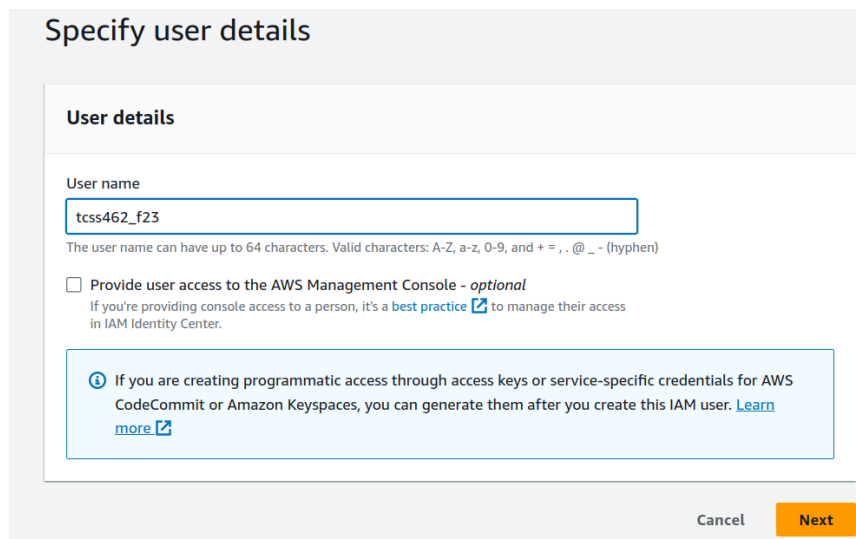 Specify user details
User details
User name
tcss462_f23
The user name can have up to 64 characters. Valid characters: A-Z, a-z, 0-9, and + = , . @ _ - (hyphen)
Provide user access to the AWS Management Console - optional
If you're providing console access to a person, it's a best practice to manage their access
in IAM Identity Center.
If you are creating programmatic access through access keys or service-specific credentials for AWS
CodeCommit or Amazon Keyspaces, you can generate them after you create this IAM user. Learn
more
Cancel Next